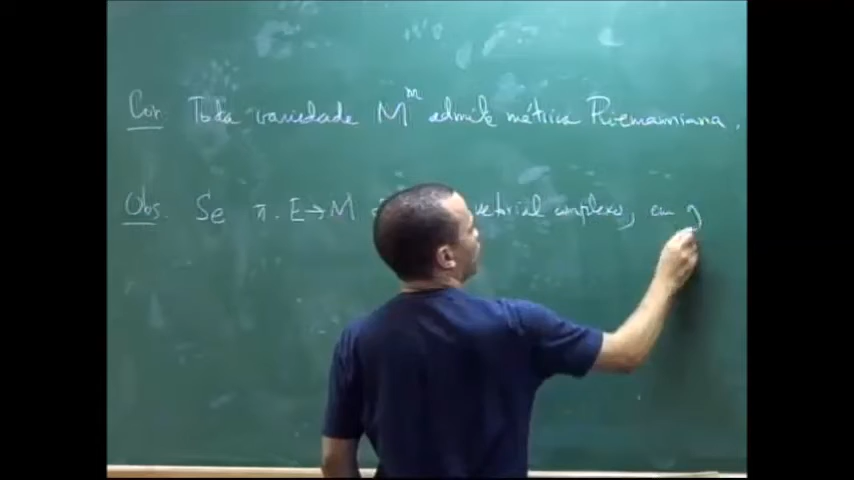 Cor. Toda variedade M^m admite métrica Riemanniana.
Obs. Se π: E→M vetorial complexo, em g